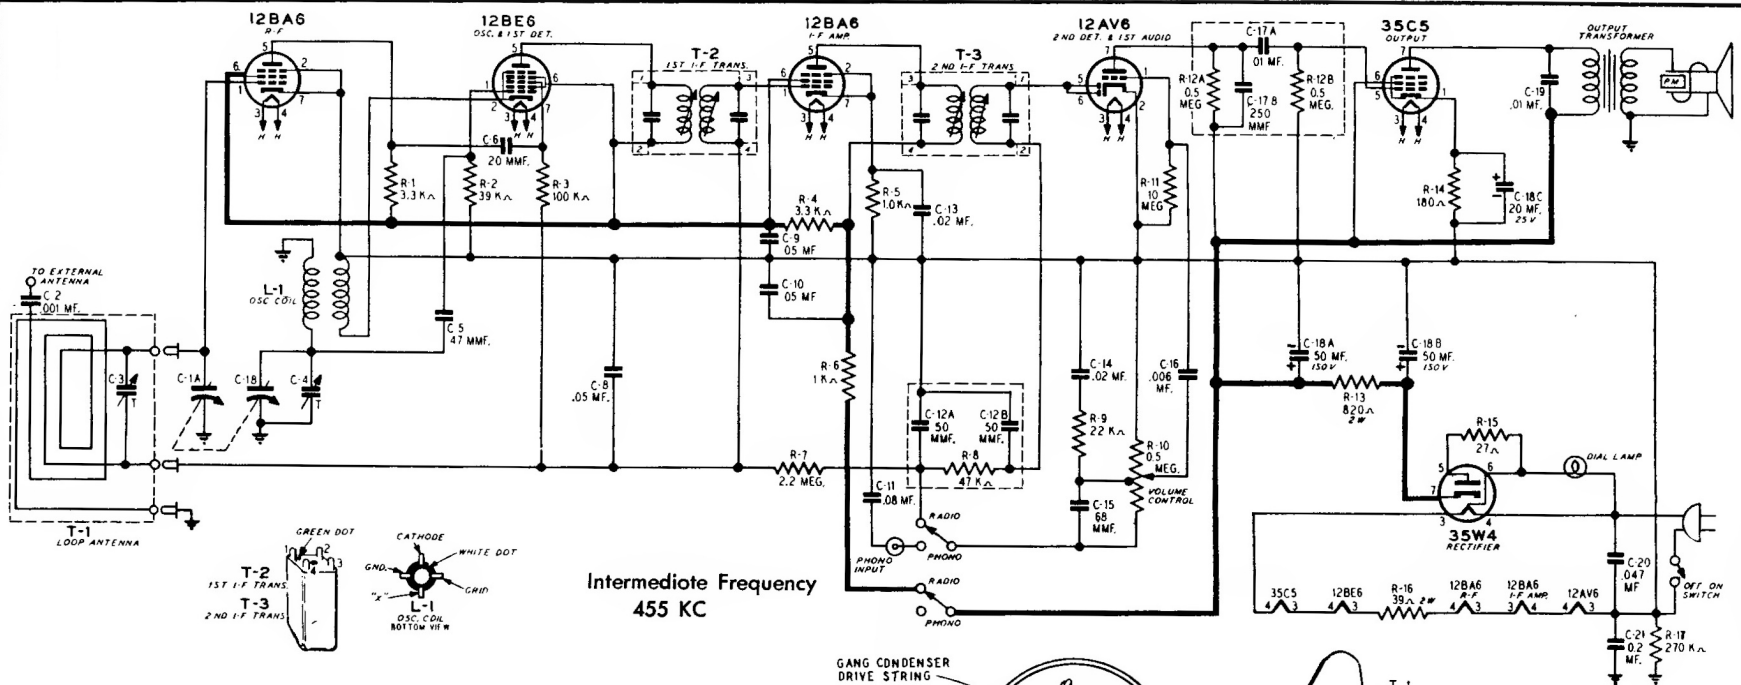 12BA6
R-F
12BE6
OSC. & 1ST DET.
12BA6
I-F AMP.
12AV6
2 ND DET. & 1ST AUDIO
35C5
OUTPUT
OUTPUT
TRANSFORMER
T-2
1ST I-F TRANS.
T-3
2 ND I-F TRANS
C-17A
01 MF.
R-12A
0.5
MEG
C-17B
250
MMF
R-12B
0.5
MEG.
C-19
.01 MF.
P.M.
C-6
20 MMF.
R-1
3.3 K
R-2
39 K
R-3
100 K
R-4
3.3 K
R-5
1.0K
C-13
.02 MF.
R-11
10
MEG
R-14
180
C-18C
20 MF.
25 V
C-9
05 MF
C-10
05 MF
TO EXTERNAL
ANTENNA
C 2
.001 MF.
L-1
OSC COIL
C 5
47 MMF.
C-3
T
C-1A
C-1B
C-4
T
C-8
.05 MF.
R-6
1 K
C-14
.02 MF.
C-16
.006
MF.
C-18A
50 MF.
150V
C-18B
50 MF.
150V
R-13
820
2 W
C-12A
50
MMF.
C-12B
50
MMF.
R-9
22 K
R-10
0.5
MEG.
VOLUME
CONTROL
R-7
2.2 MEG.
R-8
47 K
C-11
.08 MF.
C-15
68
MMF.
R-15
27
DIAL LAMP
35W4
RECTIFIER
T-1
LOOP ANTENNA
RADIO
PHONO
PHONO
INPUT
RADIO
PHONO
GREEN DOT
T-2
1ST I-F TRANS.
T-3
2 ND I-F TRANS
CATHODE
WHITE DOT
GND.
GRID
"X"
L-1
OSC. COIL
BOTTOM VIEW
Intermediote Frequency
455 KC
35C5
12BE6
R-16
39 2W
12BA6
R-F
12BA6
I-F AMP.
12AV6
C-20
.047
MF
OFF. ON
SWITCH
C-21
0.2
MF.
R-17
270 K
GANG CONDENSER
DRIVE STRING